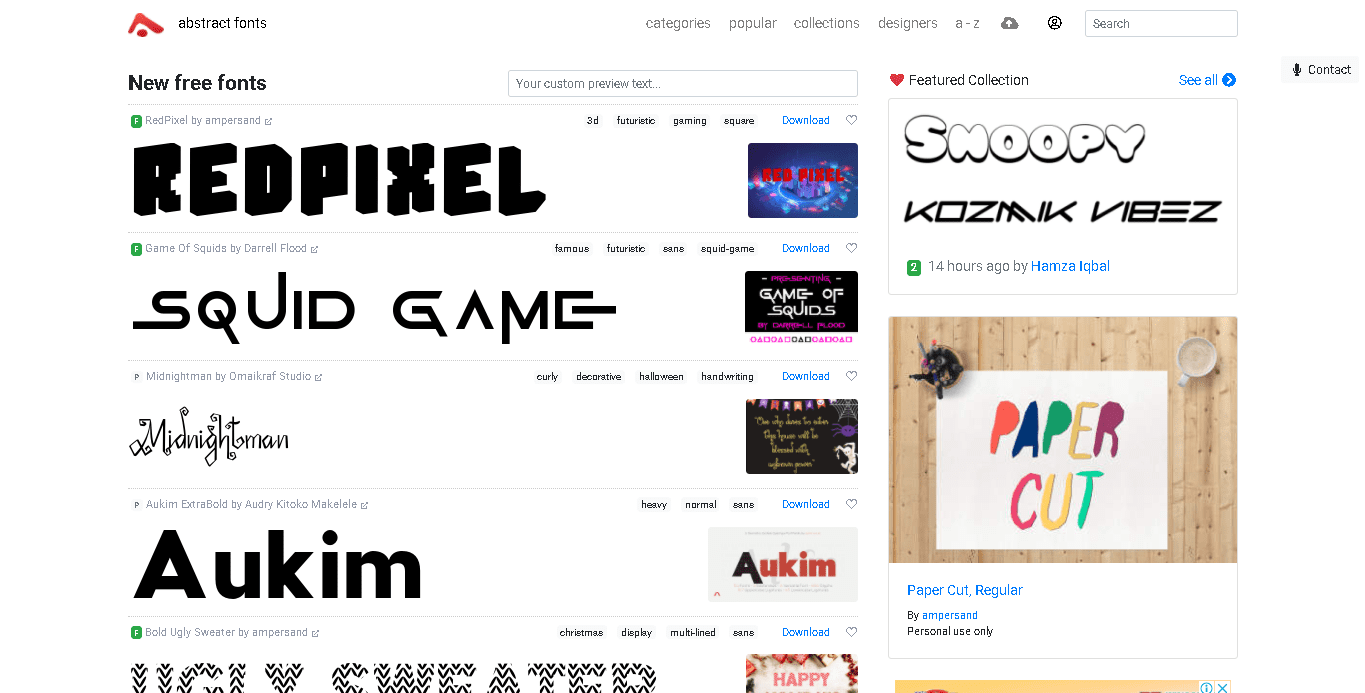 abstract fonts
categories popular collections designers a - z Search
Contact
New free fonts
Your custom preview text...
F RedPixel by ampersand 3d futuristic gaming square Download
REDPIXEL
RED PIXEL
F Game Of Squids by Darrell Flood famous futuristic sans squid-game Download
SQUID GAME
- PRESENTING -
GAME OF
SQUIDS
BY DARRELL FLOOD
P Midnightman by Omaikraf Studio curly decorative halloween handwriting Download
Midnightman
"One who dares to enter
this house will be
blessed with
unknown power"
P Aukim ExtraBold by Audry Kitoko Makelele heavy normal sans Download
Aukim
Aukim
F Bold Ugly Sweater by ampersand christmas display multi-lined sans Download
UGLY SWEATER
HAPPY
Featured Collection See all
SNOOPY
KOZMIK VIBEZ
2 14 hours ago by Hamza Iqbal
PAPER
CUT
Paper Cut, Regular
By ampersand
Personal use only